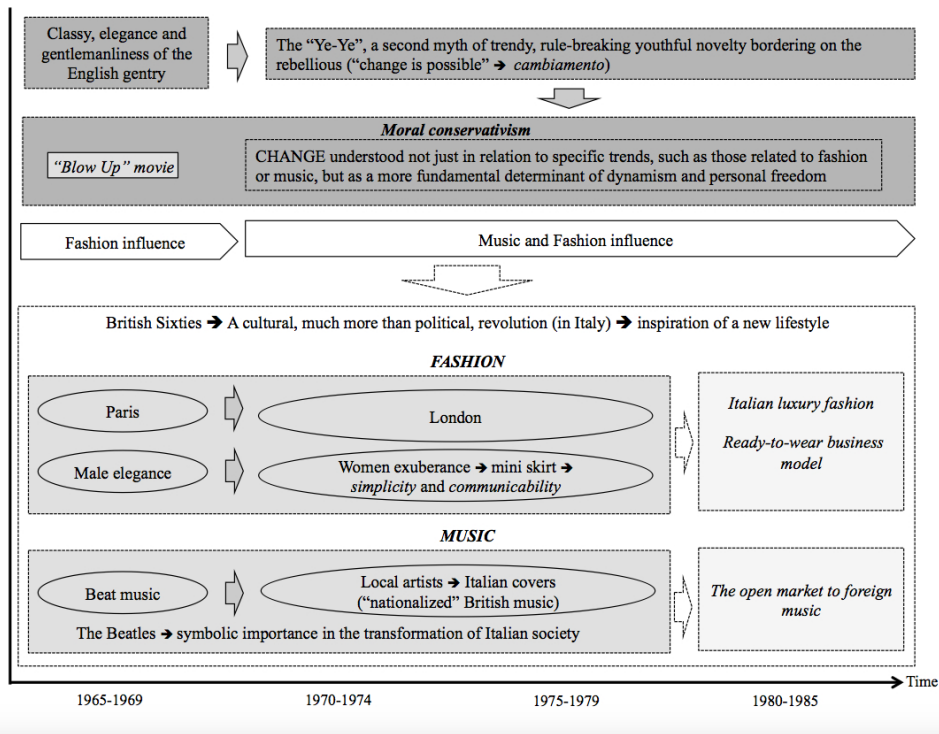 Classy, elegance and
gentlemanliness of the
English gentry
The “Ye-Ye”, a second myth of trendy, rule-breaking youthful novelty bordering on the
rebellious (“change is possible” ➔ cambiamento)
Moral conservativism
“Blow Up” movie
CHANGE understood not just in relation to specific trends, such as those related to fashion
or music, but as a more fundamental determinant of dynamism and personal freedom
Fashion influence
Music and Fashion influence
British Sixties ➔ A cultural, much more than political, revolution (in Italy) ➔ inspiration of a new lifestyle
FASHION
Paris
London
Italian luxury fashion
Ready-to-wear business
model
Male elegance
Women exuberance ➔ mini skirt ➔
simplicity and communicability
MUSIC
Beat music
Local artists ➔ Italian covers
(“nationalized” British music)
The open market to foreign
music
The Beatles ➔ symbolic importance in the transformation of Italian society
Time
1965-1969
1970-1974
1975-1979
1980-1985